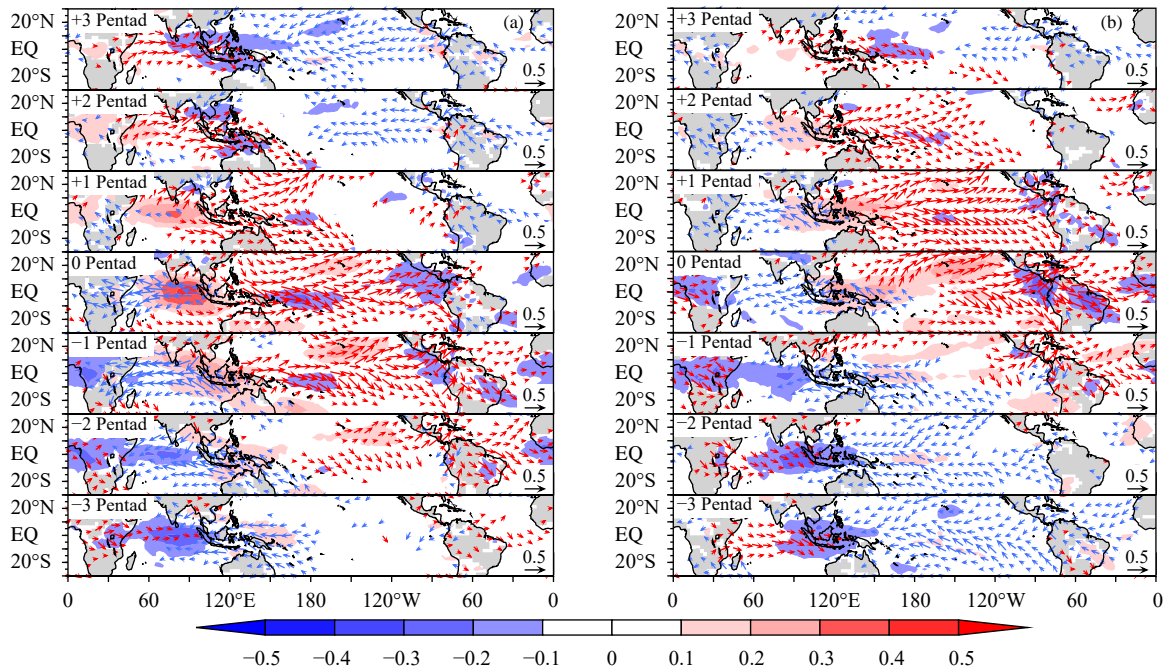 (a)
+3 Pentad
20°N
EQ
20°S
0.5
+2 Pentad
20°N
EQ
20°S
0.5
+1 Pentad
20°N
EQ
20°S
0.5
0 Pentad
20°N
EQ
20°S
0.5
−1 Pentad
20°N
EQ
20°S
0.5
−2 Pentad
20°N
EQ
20°S
0.5
−3 Pentad
20°N
EQ
20°S
0.5
0 60 120°E 180 120°W 60 0
(b)
+3 Pentad
20°N
EQ
20°S
0.5
+2 Pentad
20°N
EQ
20°S
0.5
+1 Pentad
20°N
EQ
20°S
0.5
0 Pentad
20°N
EQ
20°S
0.5
−1 Pentad
20°N
EQ
20°S
0.5
−2 Pentad
20°N
EQ
20°S
0.5
−3 Pentad
20°N
EQ
20°S
0.5
0 60 120°E 180 120°W 60 0
−0.5 −0.4 −0.3 −0.2 −0.1 0 0.1 0.2 0.3 0.4 0.5